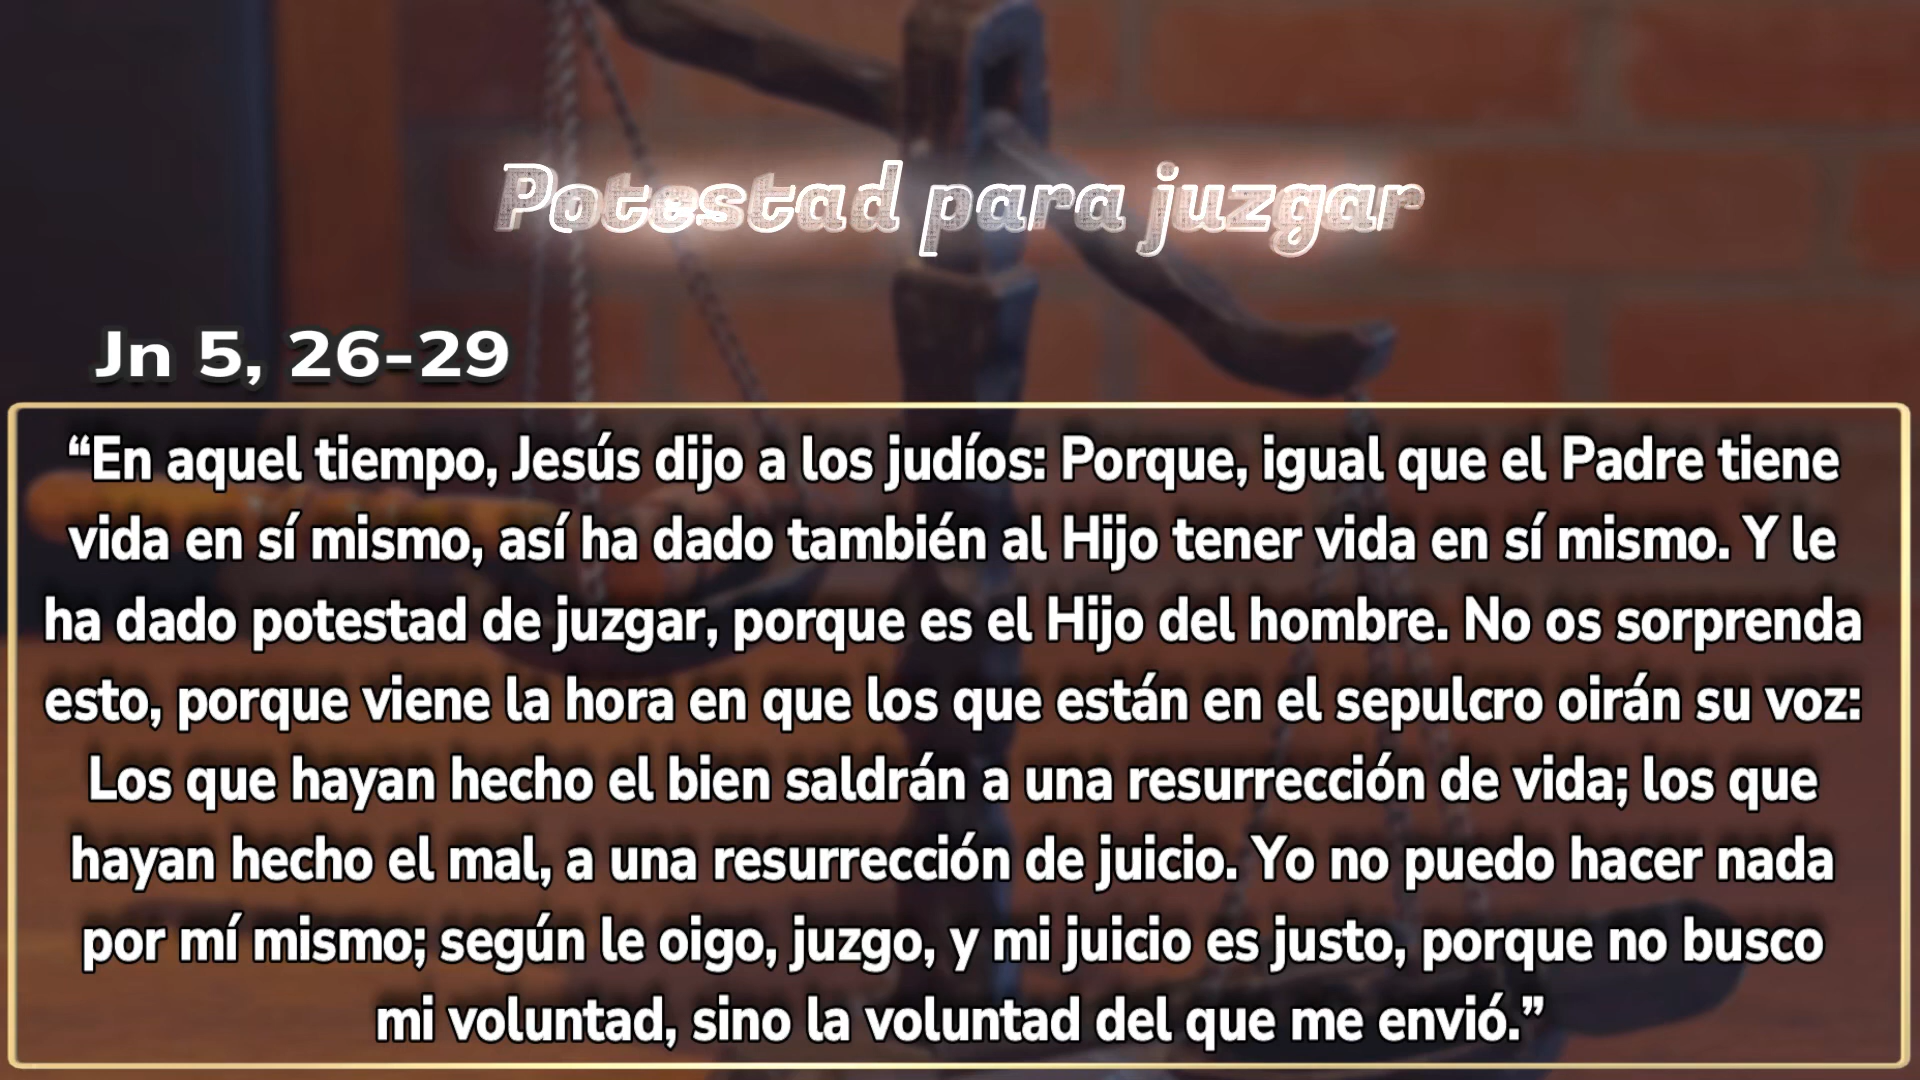 Potestad para juzgar
Jn 5, 26-29
“En aquel tiempo, Jesús dijo a los judíos: Porque, igual que el Padre tiene
vida en sí mismo, así ha dado también al Hijo tener vida en sí mismo. Y le
ha dado potestad de juzgar, porque es el Hijo del hombre. No os sorprenda
esto, porque viene la hora en que los que están en el sepulcro oirán su voz:
Los que hayan hecho el bien saldrán a una resurrección de vida; los que
hayan hecho el mal, a una resurrección de juicio. Yo no puedo hacer nada
por mí mismo; según le oigo, juzgo, y mi juicio es justo, porque no busco
mi voluntad, sino la voluntad del que me envió.”